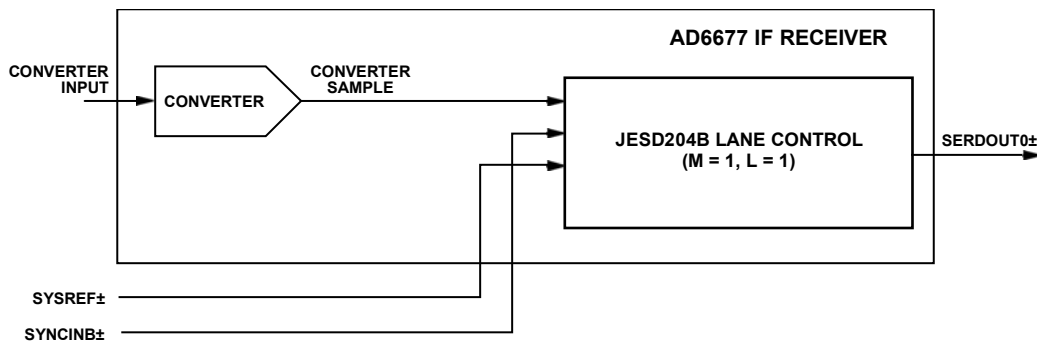 AD6677 IF RECEIVER
CONVERTER
INPUT
CONVERTER
CONVERTER
SAMPLE
JESD204B LANE CONTROL
(M = 1, L = 1)
SERDOUT0±
SYSREF±
SYNCINB±